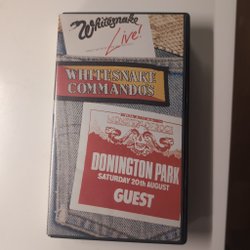 Whitesnake
Live!
WHITESNAKE
COMMANDOS
DONINGTON PARK
SATURDAY 20th AUGUST
GUEST